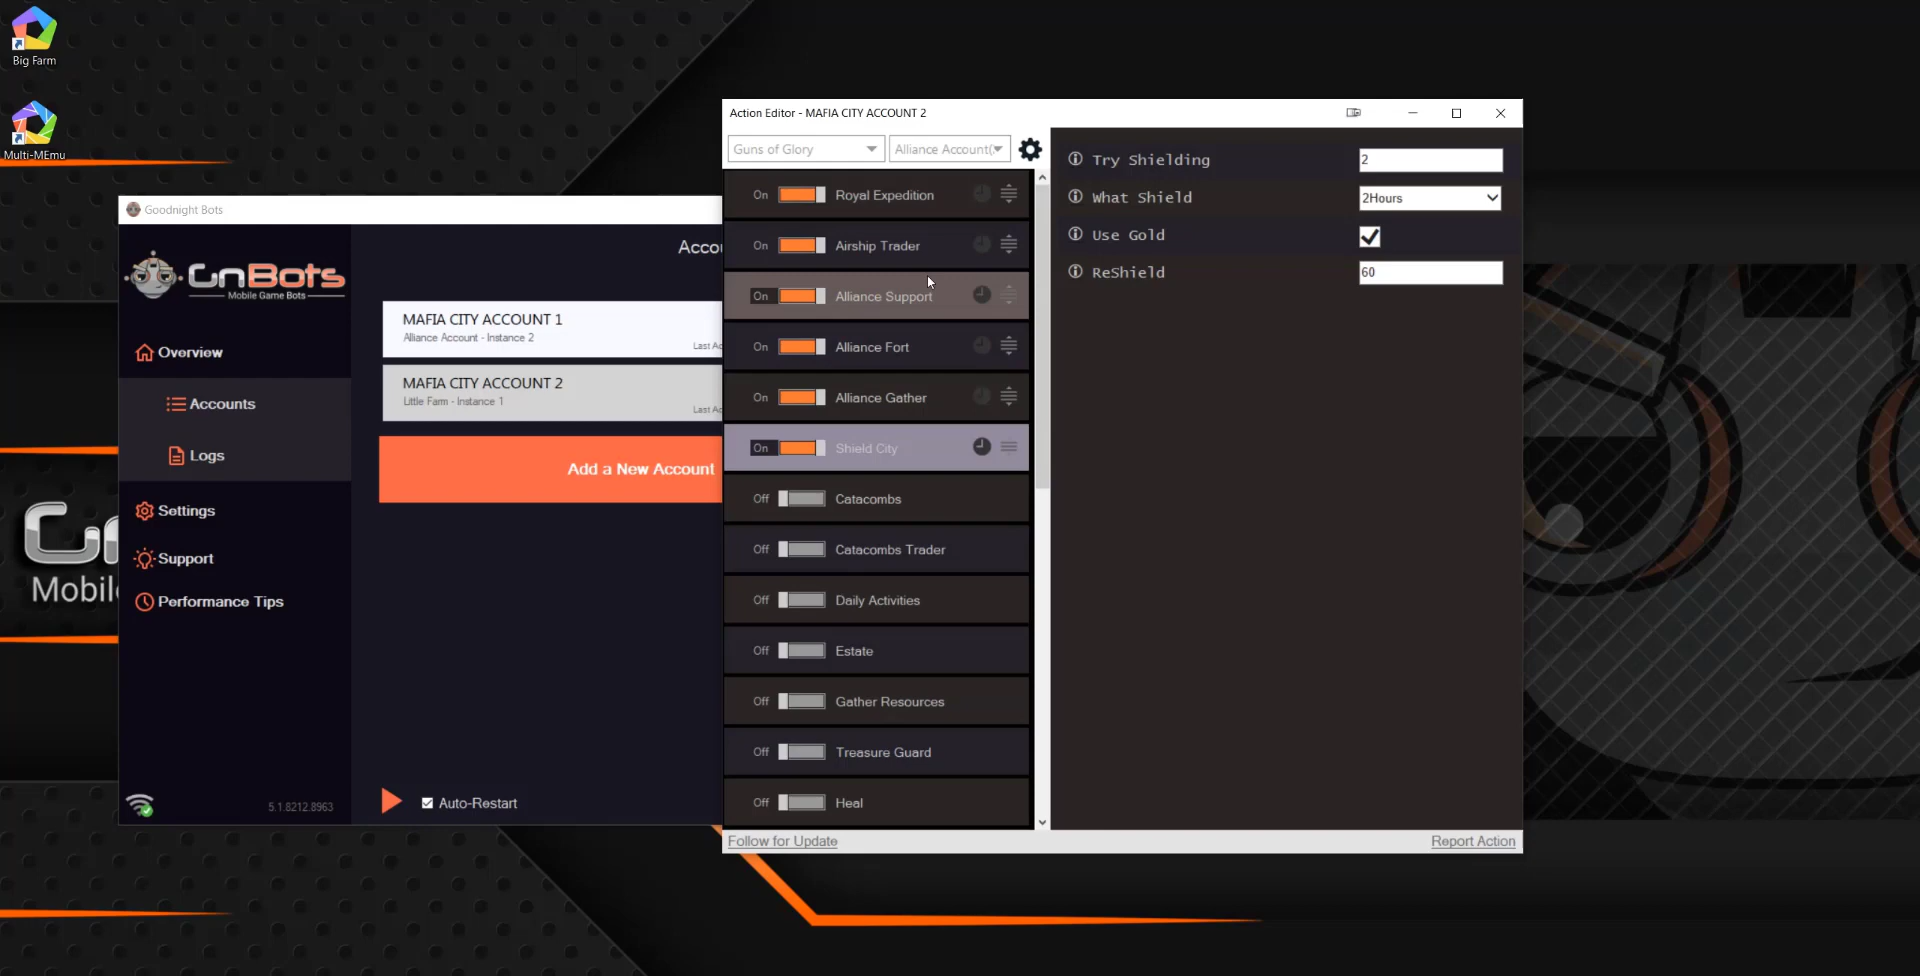 Big Farm
Multi-MEmu
Mobil
Goodnight Bots
GnBots
Mobile Game Bots
Overview
Accounts
Logs
Settings
Support
Performance Tips
5.1.8212.8963
MAFIA CITY ACCOUNT 1
Alliance Account - Instance 2
MAFIA CITY ACCOUNT 2
Little Farm - Instance 1
Add a New Account
Auto-Restart
Action Editor - MAFIA CITY ACCOUNT 2
Guns of Glory
Alliance Account(
On Royal Expedition
On Airship Trader
On Alliance Support
On Alliance Fort
On Alliance Gather
On Shield City
Off Catacombs
Off Catacombs Trader
Off Daily Activities
Off Estate
Off Gather Resources
Off Treasure Guard
Off Heal
Try Shielding 2
What Shield 2Hours
Use Gold
ReShield 60
Follow for Update
Report Action